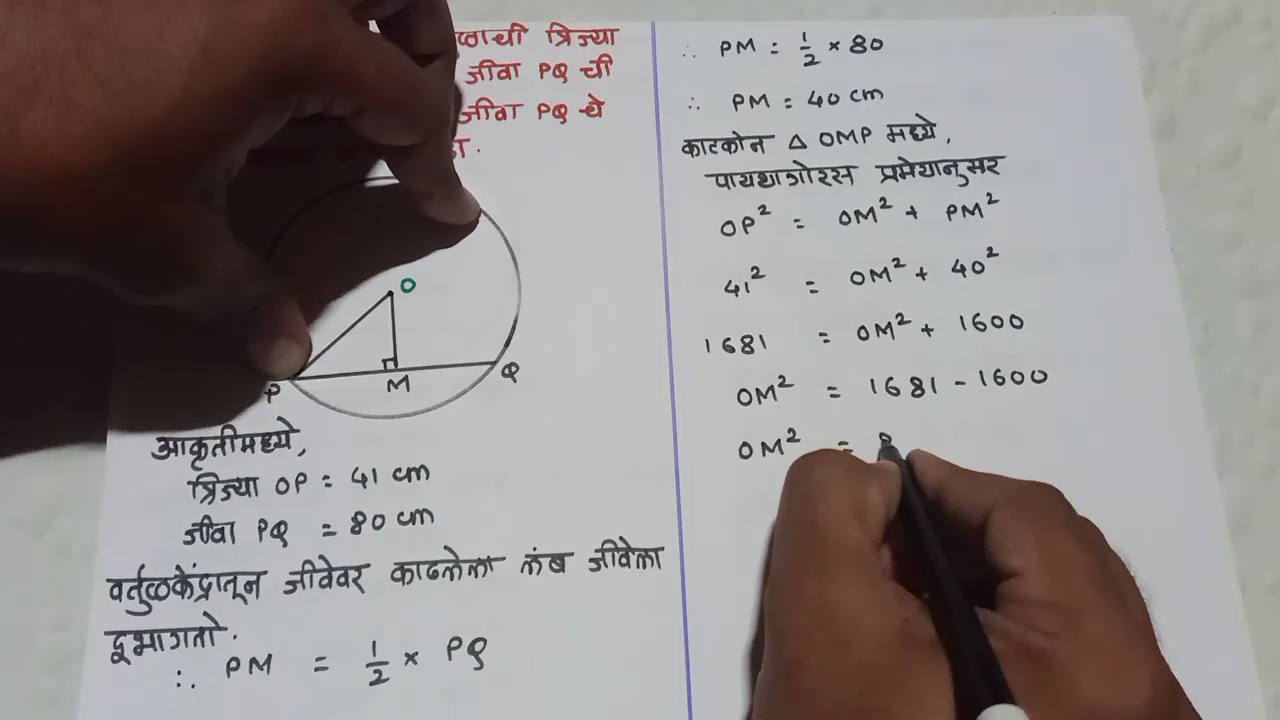 त्रिज्या
जीवा PQ ची
जीवा PQ चे
O
P
M
Q
आकृतीमध्ये,
त्रिज्या OP = 41 cm
जीवा PQ = 80 cm
वर्तुळकेंद्रातून जीवेवर काढलेला लंब जीवेला
दुभागतो.
∴ PM = 1/2 × PQ
∴ PM = 1/2 × 80
∴ PM = 40 cm
काटकोन △ OMP मध्ये,
पायथागोरस प्रमेयानुसर
OP² = OM² + PM²
41² = OM² + 40²
1681 = OM² + 1600
OM² = 1681 - 1600
OM² =